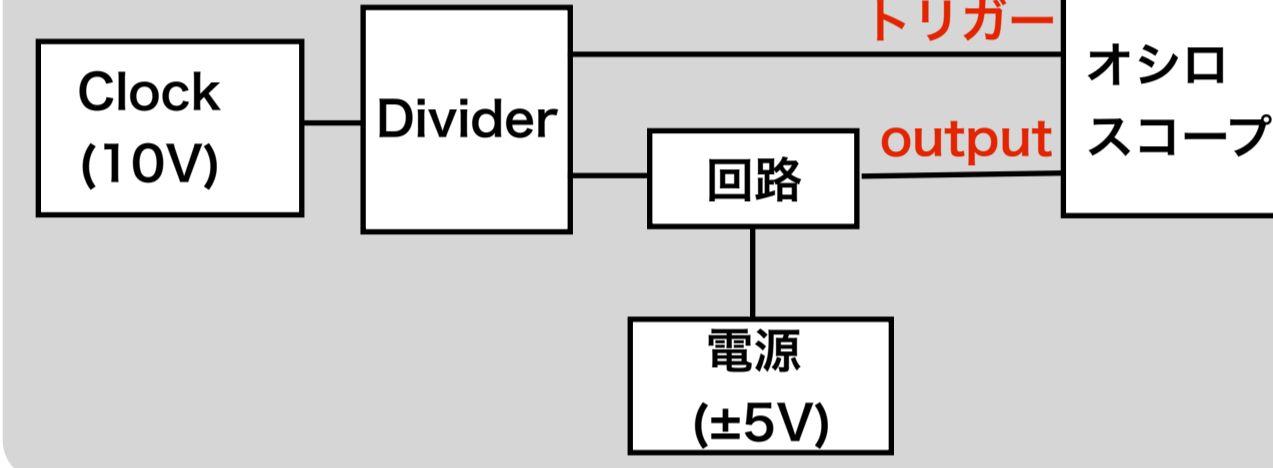 トリガー
Clock
(10V)
Divider
オシロ
スコープ
output
回路
電源
(±5V)